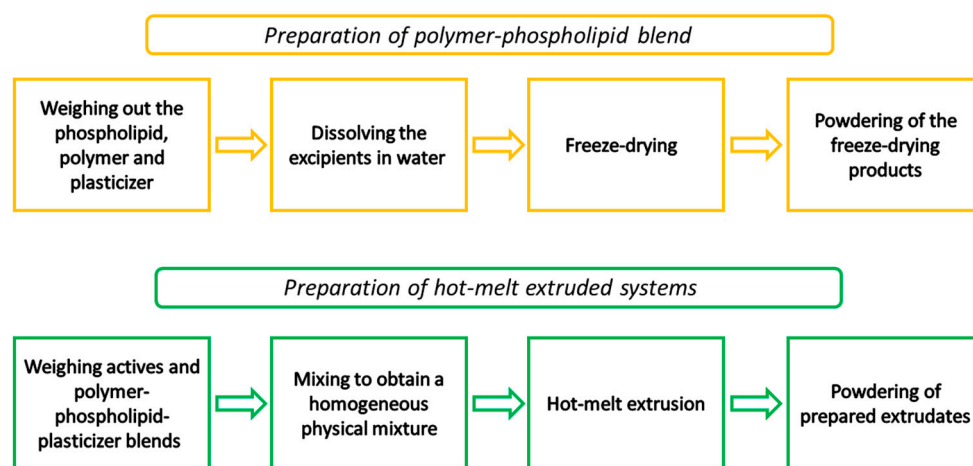 Preparation of polymer-phospholipid blend
Weighing out the
phospholipid,
polymer and
plasticizer
Dissolving the
excipients in water
Freeze-drying
Powdering of the
freeze-drying
products
Preparation of hot-melt extruded systems
Weighing actives and
polymer-
phospholipid-
plasticizer blends
Mixing to obtain a
homogeneous
physical mixture
Hot-melt extrusion
Powdering of
prepared extrudates